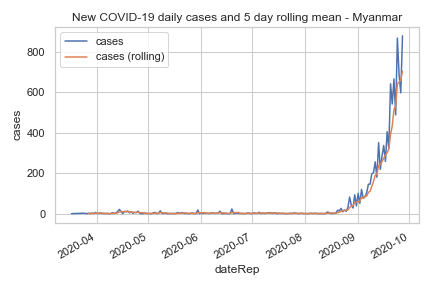 New COVID-19 daily cases and 5 day rolling mean - Myanmar
cases
cases (rolling)
800
600
400
200
0
cases
2020-04
2020-05
2020-06
2020-07
2020-08
2020-09
2020-10
dateRep